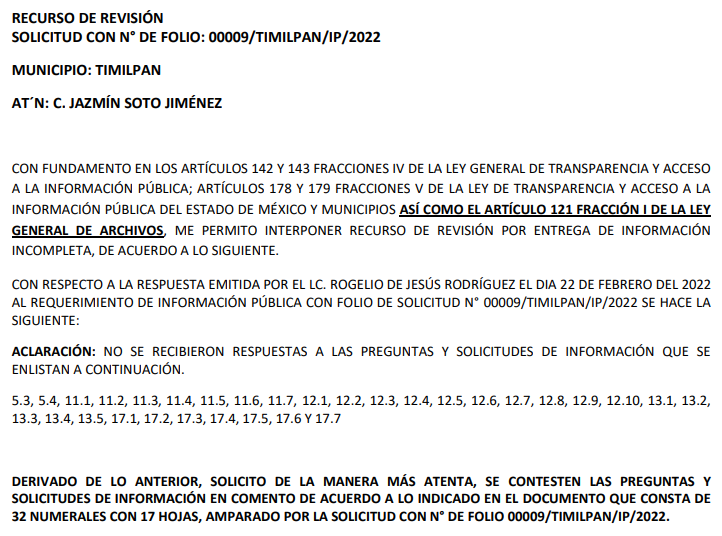 RECURSO DE REVISIÓN
SOLICITUD CON N° DE FOLIO: 00009/TIMILPAN/IP/2022
MUNICIPIO: TIMILPAN
AT´N: C. JAZMÍN SOTO JIMÉNEZ
CON FUNDAMENTO EN LOS ARTÍCULOS 142 Y 143 FRACCIONES IV DE LA LEY GENERAL DE TRANSPARENCIA Y ACCESO
A LA INFORMACIÓN PÚBLICA; ARTÍCULOS 178 Y 179 FRACCIONES V DE LA LEY DE TRANSPARENCIA Y ACCESO A LA
INFORMACIÓN PÚBLICA DEL ESTADO DE MÉXICO Y MUNICIPIOS ASÍ COMO EL ARTÍCULO 121 FRACCIÓN I DE LA LEY
GENERAL DE ARCHIVOS, ME PERMITO INTERPONER RECURSO DE REVISIÓN POR ENTREGA DE INFORMACIÓN
INCOMPLETA, DE ACUERDO A LO SIGUIENTE.
CON RESPECTO A LA RESPUESTA EMITIDA POR EL LC. ROGELIO DE JESÚS RODRÍGUEZ EL DIA 22 DE FEBRERO DEL 2022
AL REQUERIMIENTO DE INFORMACIÓN PÚBLICA CON FOLIO DE SOLICITUD N° 00009/TIMILPAN/IP/2022 SE HACE LA
SIGUIENTE:
ACLARACIÓN: NO SE RECIBIERON RESPUESTAS A LAS PREGUNTAS Y SOLICITUDES DE INFORMACIÓN QUE SE
ENLISTAN A CONTINUACIÓN.
5.3, 5.4, 11.1, 11.2, 11.3, 11.4, 11.5, 11.6, 11.7, 12.1, 12.2, 12.3, 12.4, 12.5, 12.6, 12.7, 12.8, 12.9, 12.10, 13.1, 13.2,
13.3, 13.4, 13.5, 17.1, 17.2, 17.3, 17.4, 17.5, 17.6 Y 17.7
DERIVADO DE LO ANTERIOR, SOLICITO DE LA MANERA MÁS ATENTA, SE CONTESTEN LAS PREGUNTAS Y
SOLICITUDES DE INFORMACIÓN EN COMENTO DE ACUERDO A LO INDICADO EN EL DOCUMENTO QUE CONSTA DE
32 NUMERALES CON 17 HOJAS, AMPARADO POR LA SOLICITUD CON N° DE FOLIO 00009/TIMILPAN/IP/2022.